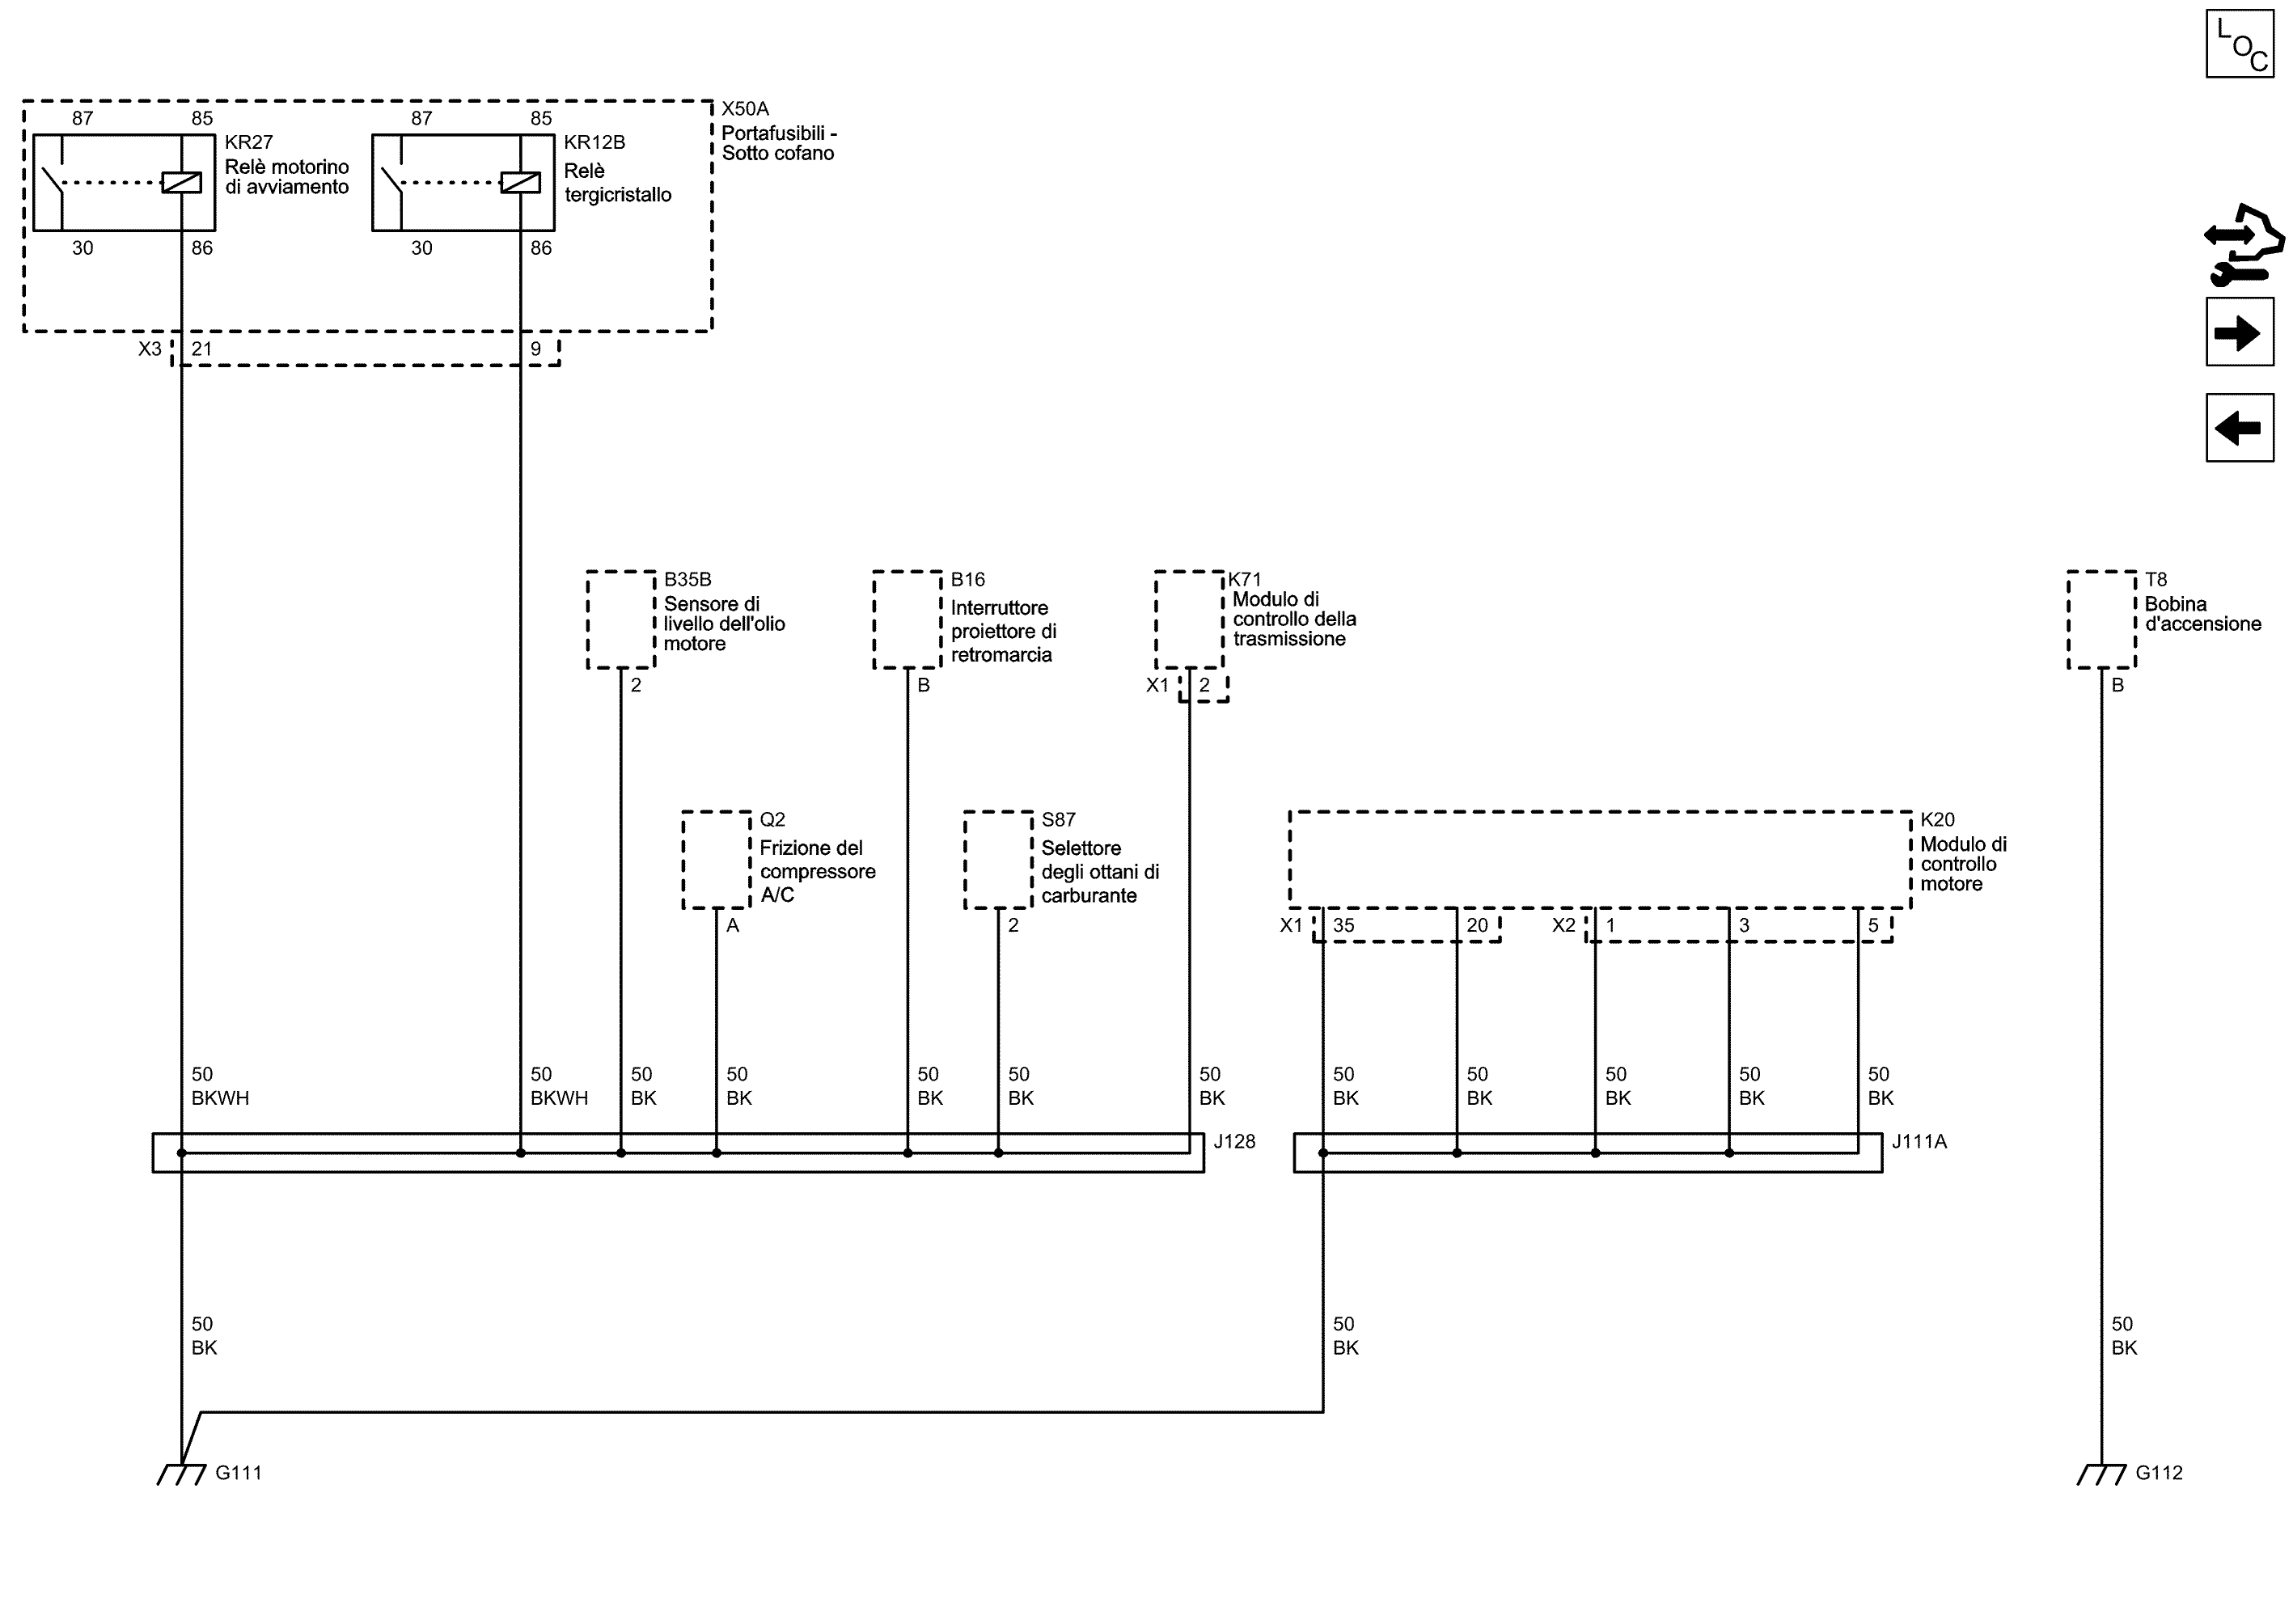 LOC
87
85
87
85
X50A
Portafusibili -
Sotto cofano
KR27
Relè motorino
di avviamento
KR12B
Relè
tergicristallo
30
86
30
86
X3
21
9
B35B
Sensore di
livello dell'olio
motore
2
B16
Interruttore
proiettore di
retromarcia
B
K71
Modulo di
controllo della
trasmissione
X1
2
T8
Bobina
d'accensione
B
Q2
Frizione del
compressore
A/C
A
S87
Selettore
degli ottani di
carburante
2
K20
Modulo di
controllo
motore
X1
35
20
X2
1
3
5
50
BKWH
50
BKWH
50
BK
50
BK
50
BK
50
BK
50
BK
50
BK
50
BK
50
BK
50
BK
50
BK
J128
J111A
50
BK
50
BK
50
BK
G111
G112